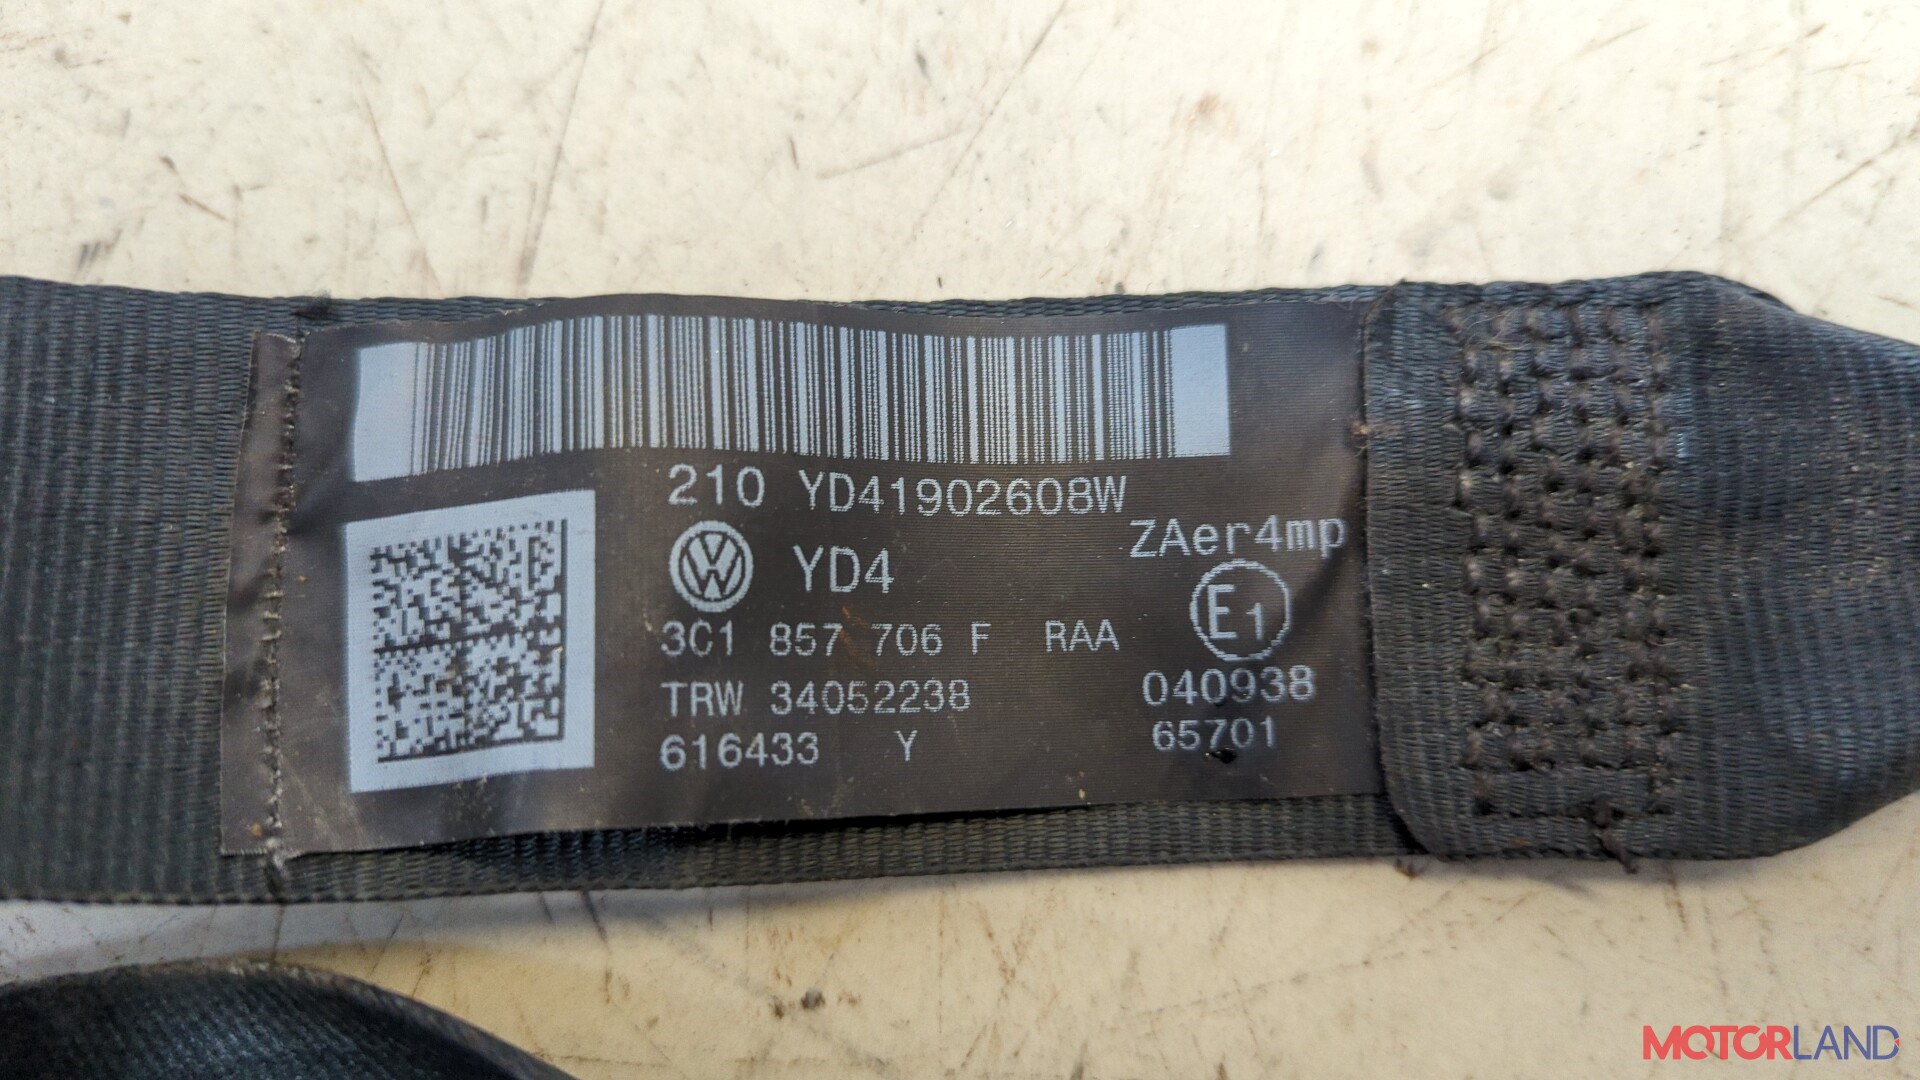 210 YD41902608W
ZAer4mp
YD4
E1
3C1 857 706 F RAA
040938
TRW 34052238
65701
616433 Y
MOTORLAND